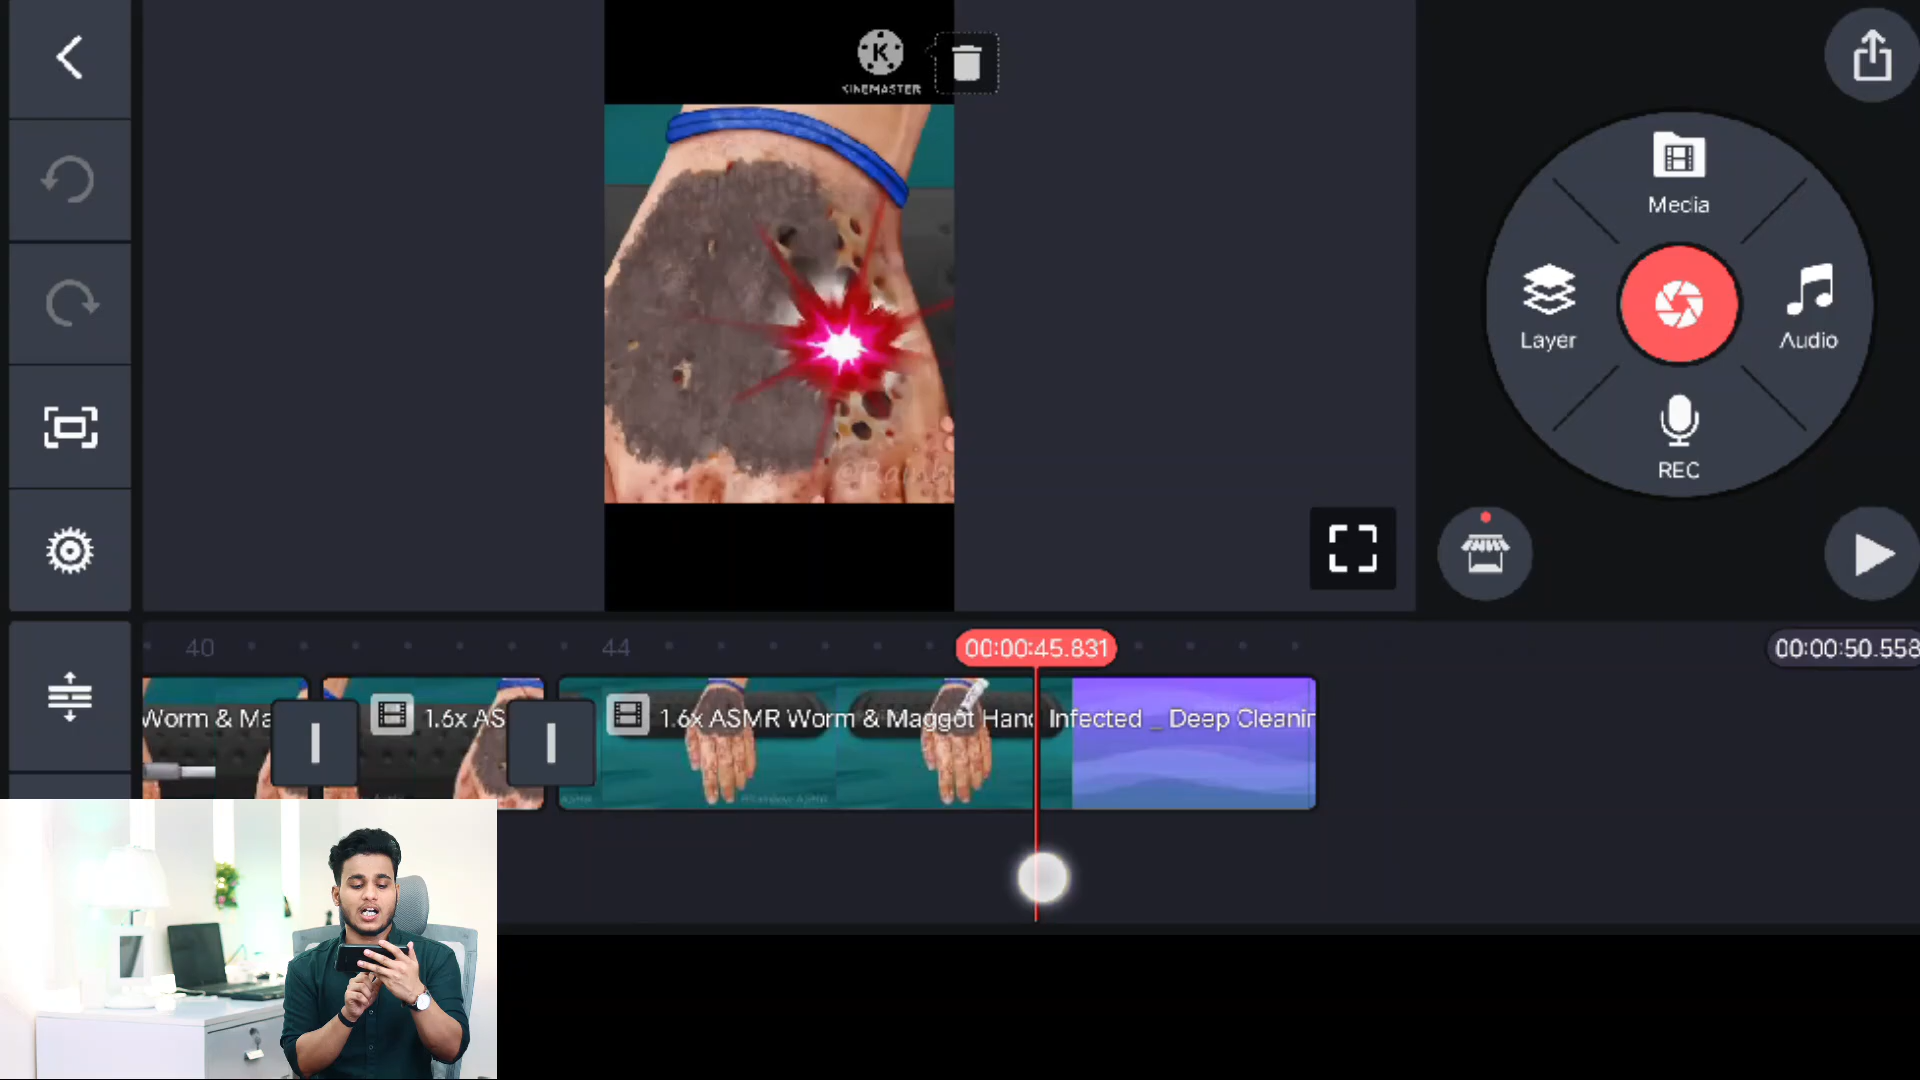 KINEMASTER
©Rainb
Media
Layer
Audio
REC
40
44
00:00:45.831
00:00:50.558
Worm & Ma
1.6x AS
1.6x ASMR Worm & Maggot Hand Infected _ Deep Cleanin